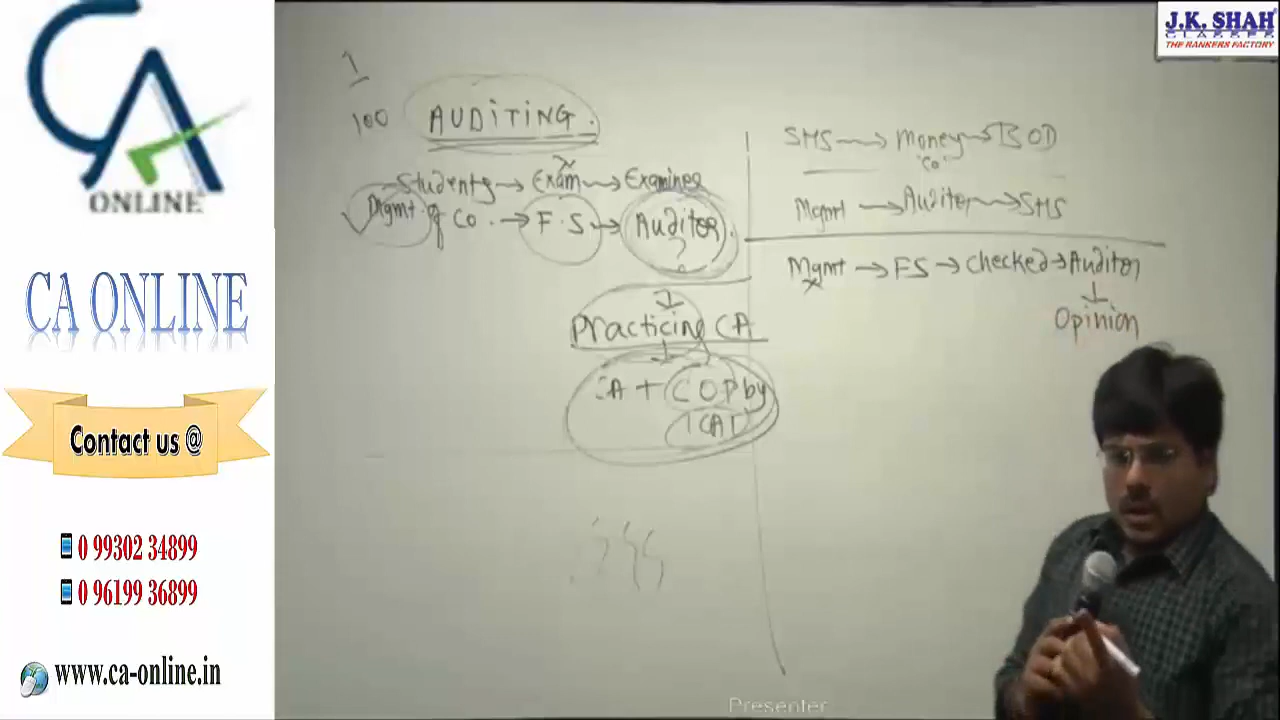 CA
ONLINE
CA ONLINE
Contact us @
0 99302 34899
0 96199 36899
www.ca-online.in
J.K. SHAH
CLASSES
THE RANKERS FACTORY
1
100 AUDITING.
Students → Exam → Examiner
Mgmt. of Co. → F.S → Auditor.
?
Practicing CA
CA + COP by
ICAI
SHS → Money → BOD
'Co'
Mgmt → Auditor → SHS
Mgmt → FS → Checked → Auditor
Opinion
Presenter